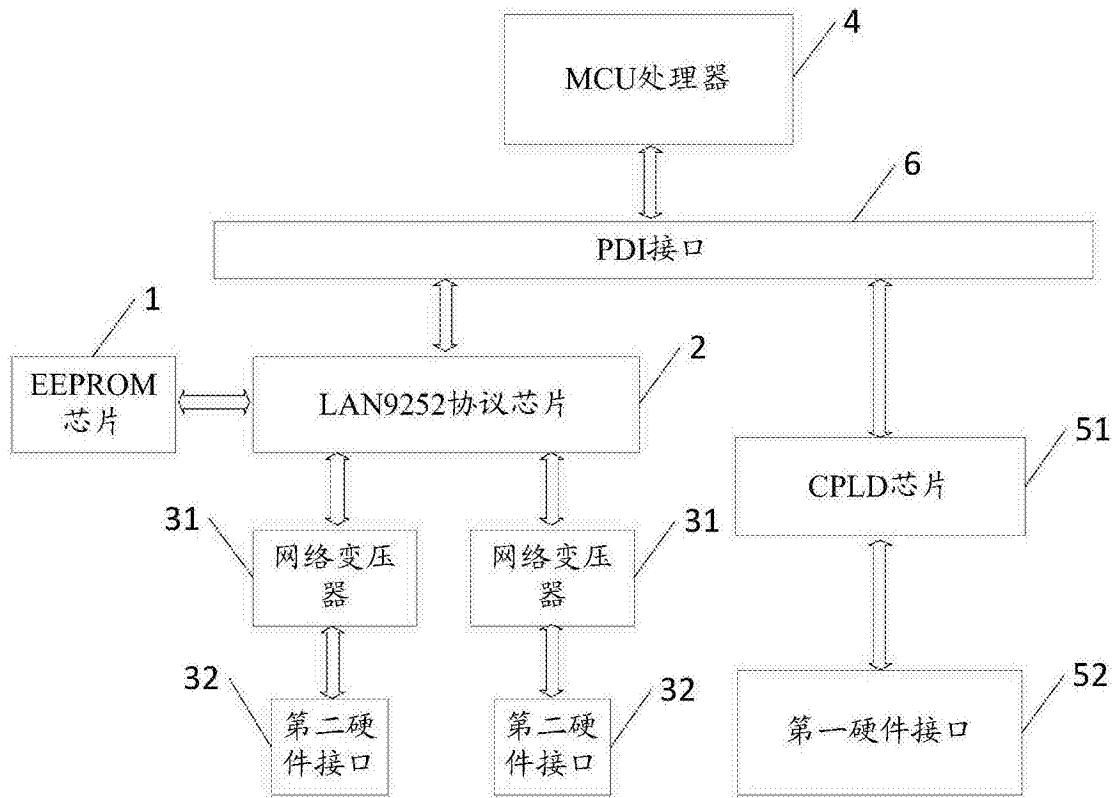 4
MCU处理器
6
PDI接口
1
2
EEPROM
芯片
LAN9252协议芯片
51
CPLD芯片
31
31
网络变压
器
网络变压
器
32
32
52
第二硬
件接口
第二硬
件接口
第一硬件接口